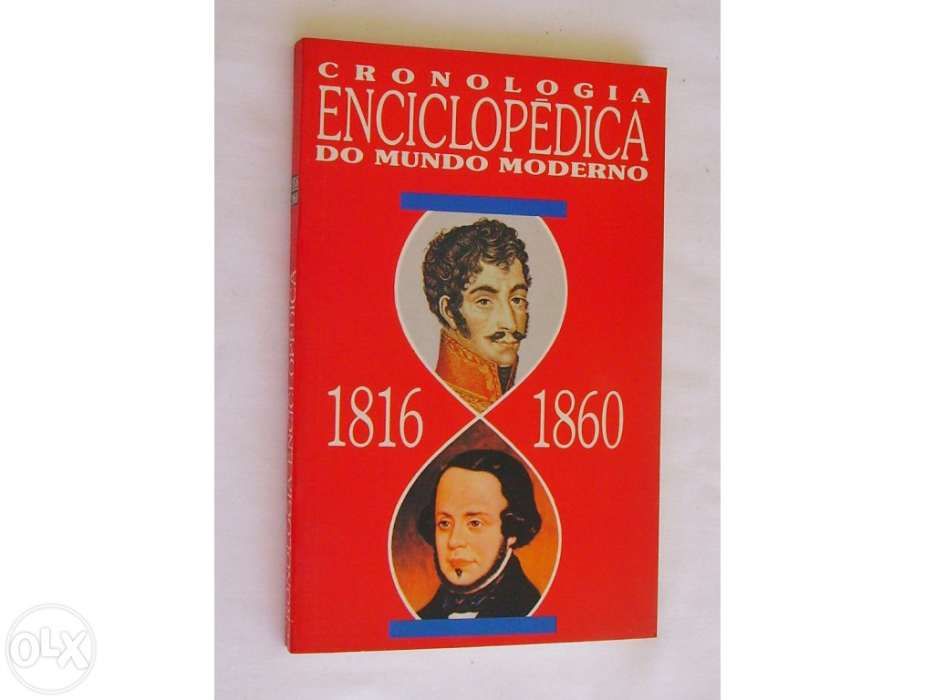 CRONOLOGIA
ENCICLOPÉDICA
DO MUNDO MODERNO
1816 1860
CRONOLOGIA ENCICLOPÉDICA
OLX